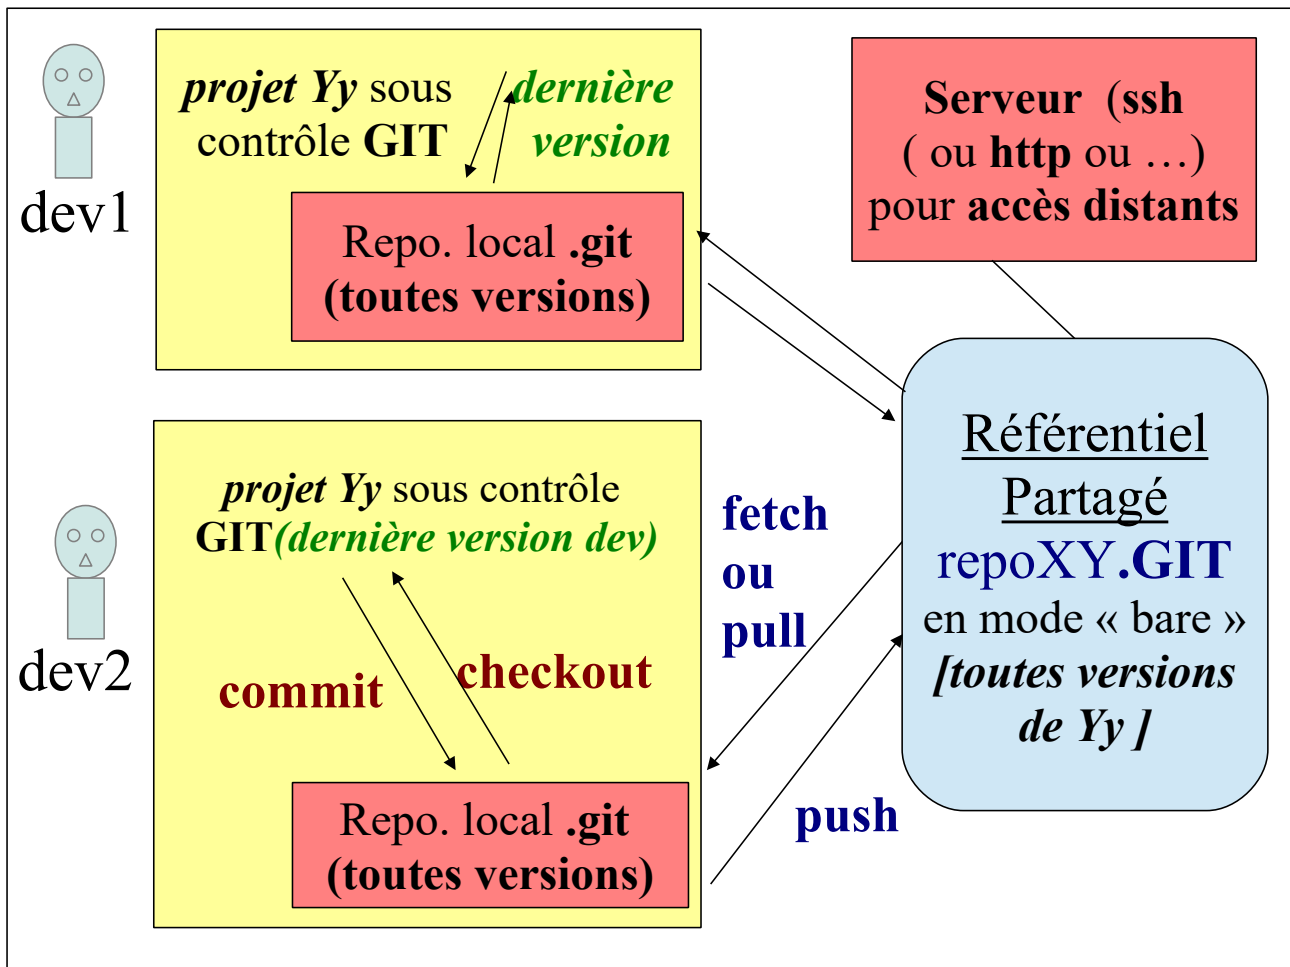 projet Yy sous
contrôle GIT
dernière
version
dev1
Repo. local .git
(toutes versions)
Serveur (ssh
( ou http ou …)
pour accès distants
Référentiel
Partagé
repoXY.GIT
en mode « bare »
[toutes versions
de Yy ]
projet Yy sous contrôle
GIT(dernière version dev)
dev2
commit
checkout
fetch
ou
pull
push
Repo. local .git
(toutes versions)